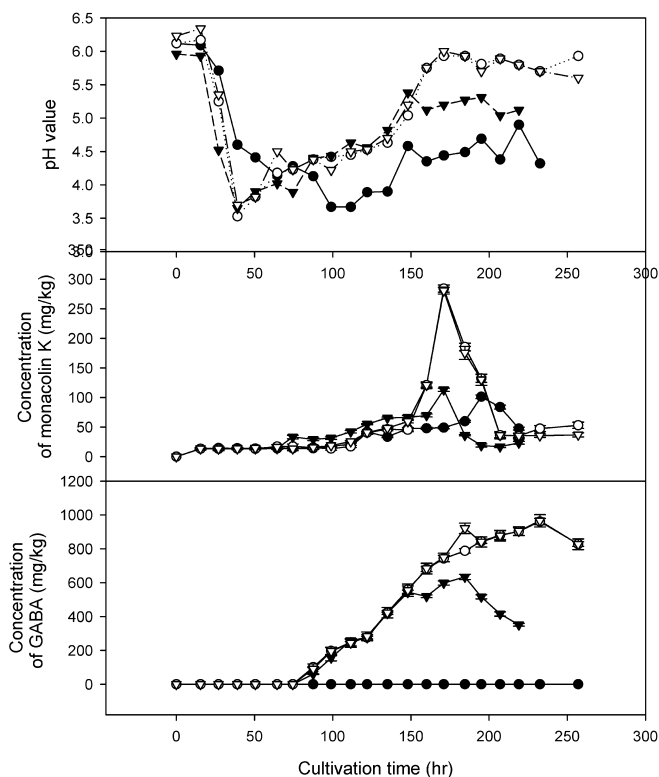 6.5
6.0
5.5
5.0
4.5
4.0
3.5
3.0
pH value
0 50 100 150 200 250 300
350
300
250
200
150
100
50
0
Concentration
of monacolin K (mg/kg)
0 50 100 150 200 250 300
1200
1000
800
600
400
200
0
Concentration
of GABA (mg/kg)
0 50 100 150 200 250 300
Cultivation time (hr)